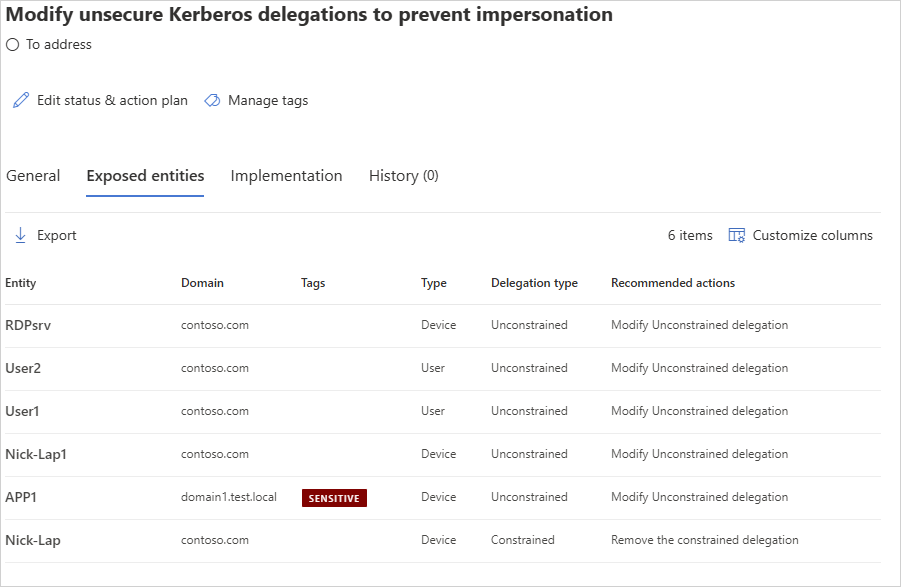 Modify unsecure Kerberos delegations to prevent impersonation
To address
Edit status & action plan Manage tags
General Exposed entities Implementation History (0)
Export 6 items Customize columns
Entity Domain Tags Type Delegation type Recommended actions
RDPsrv contoso.com Device Unconstrained Modify Unconstrained delegation
User2 contoso.com User Unconstrained Modify Unconstrained delegation
User1 contoso.com User Unconstrained Modify Unconstrained delegation
Nick-Lap1 contoso.com Device Unconstrained Modify Unconstrained delegation
APP1 domain1.test.local SENSITIVE Device Unconstrained Modify Unconstrained delegation
Nick-Lap contoso.com Device Constrained Remove the constrained delegation